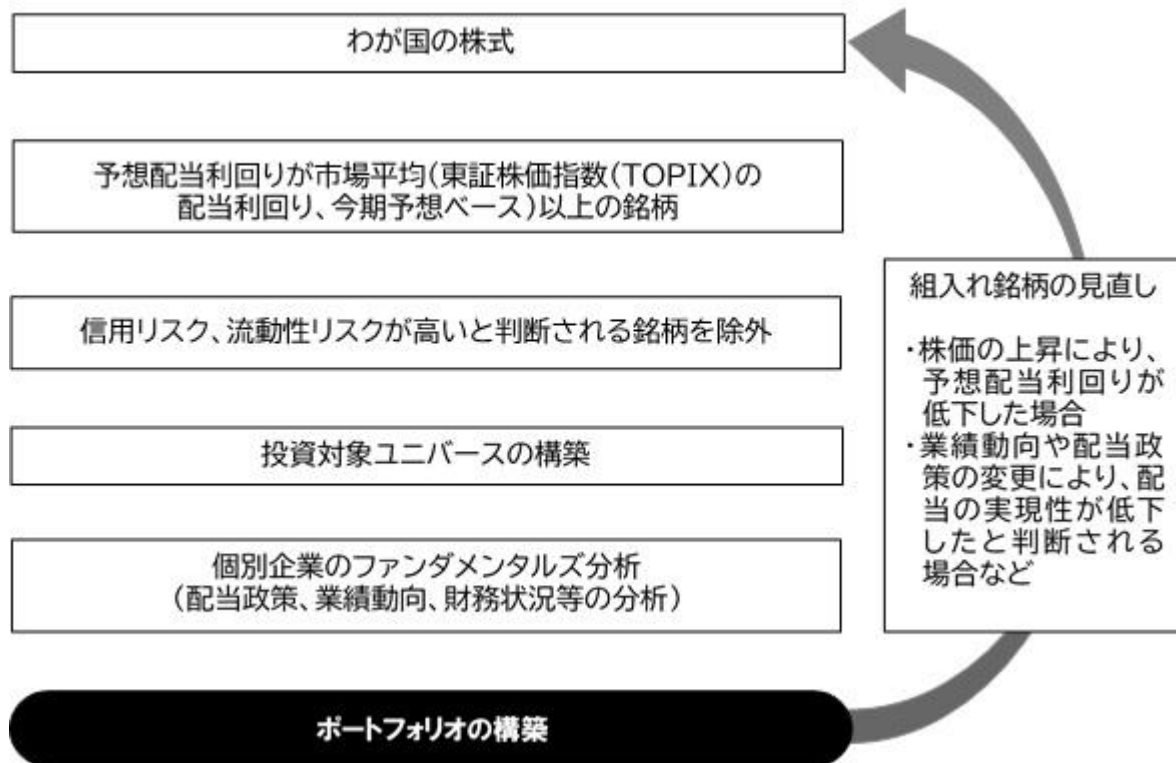 わが国の株式
予想配当利回りが市場平均(東証株価指数(TOPIX)の
配当利回り、今期予想ベース)以上の銘柄
信用リスク、流動性リスクが高いと判断される銘柄を除外
投資対象ユニバースの構築
個別企業のファンダメンタルズ分析
(配当政策、業績動向、財務状況等の分析)
ポートフォリオの構築
組入れ銘柄の見直し
・株価の上昇により、
予想配当利回りが
低下した場合
・業績動向や配当政
策の変更により、配
当の実現性が低下
したと判断される
場合など